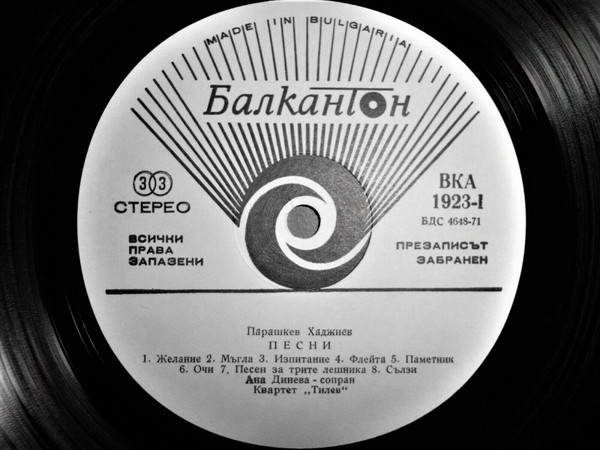 MADE IN BULGARIA
Балкантон
33
СТЕРЕО
ВКА
1923-I
БДС 4648-71
ВСИЧКИ
ПРАВА
ЗАПАЗЕНИ
ПРЕЗАПИСЪТ
ЗАБРАНЕН
Парашкев Хаджиев
ПЕСНИ
1. Желание 2. Мъгла 3. Изпитание 4. Флейта 5. Паметник
6. Очи 7. Песен за трите лешника 8. Сълзи
Ана Динева - сопран
Квартет „Тилев“